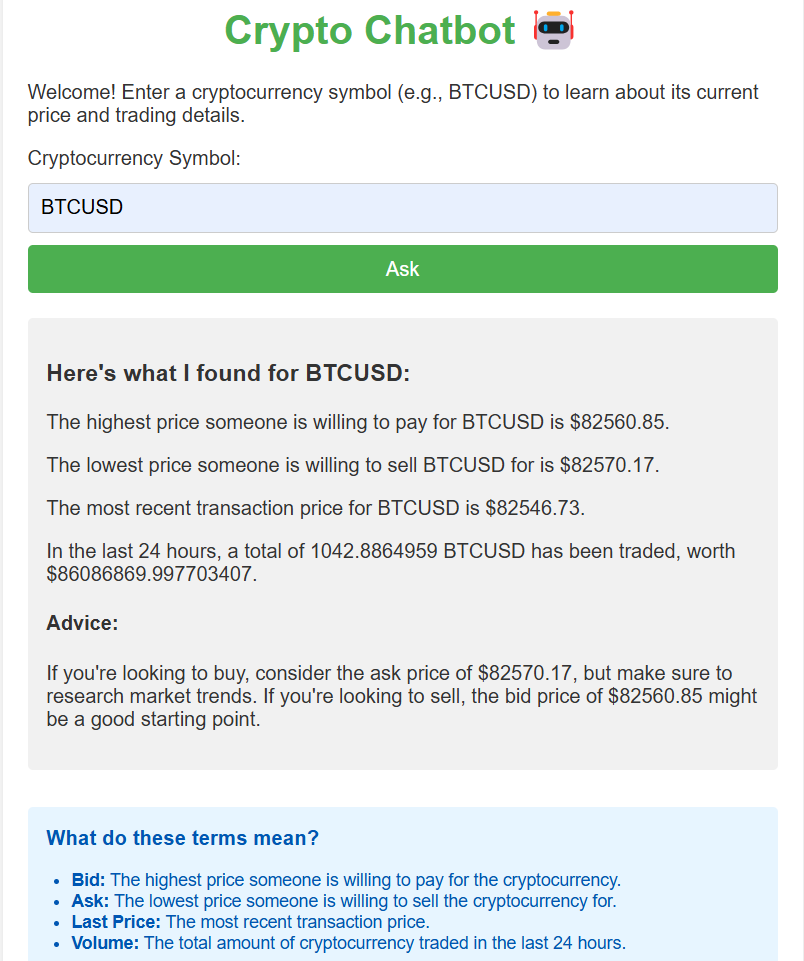 Crypto Chatbot
Welcome! Enter a cryptocurrency symbol (e.g., BTCUSD) to learn about its current
price and trading details.
Cryptocurrency Symbol:
BTCUSD
Ask
Here's what I found for BTCUSD:
The highest price someone is willing to pay for BTCUSD is $82560.85.
The lowest price someone is willing to sell BTCUSD for is $82570.17.
The most recent transaction price for BTCUSD is $82546.73.
In the last 24 hours, a total of 1042.8864959 BTCUSD has been traded, worth
$86086869.997703407.
Advice:
If you're looking to buy, consider the ask price of $82570.17, but make sure to
research market trends. If you're looking to sell, the bid price of $82560.85 might
be a good starting point.
What do these terms mean?
• Bid: The highest price someone is willing to pay for the cryptocurrency.
• Ask: The lowest price someone is willing to sell the cryptocurrency for.
• Last Price: The most recent transaction price.
• Volume: The total amount of cryptocurrency traded in the last 24 hours.